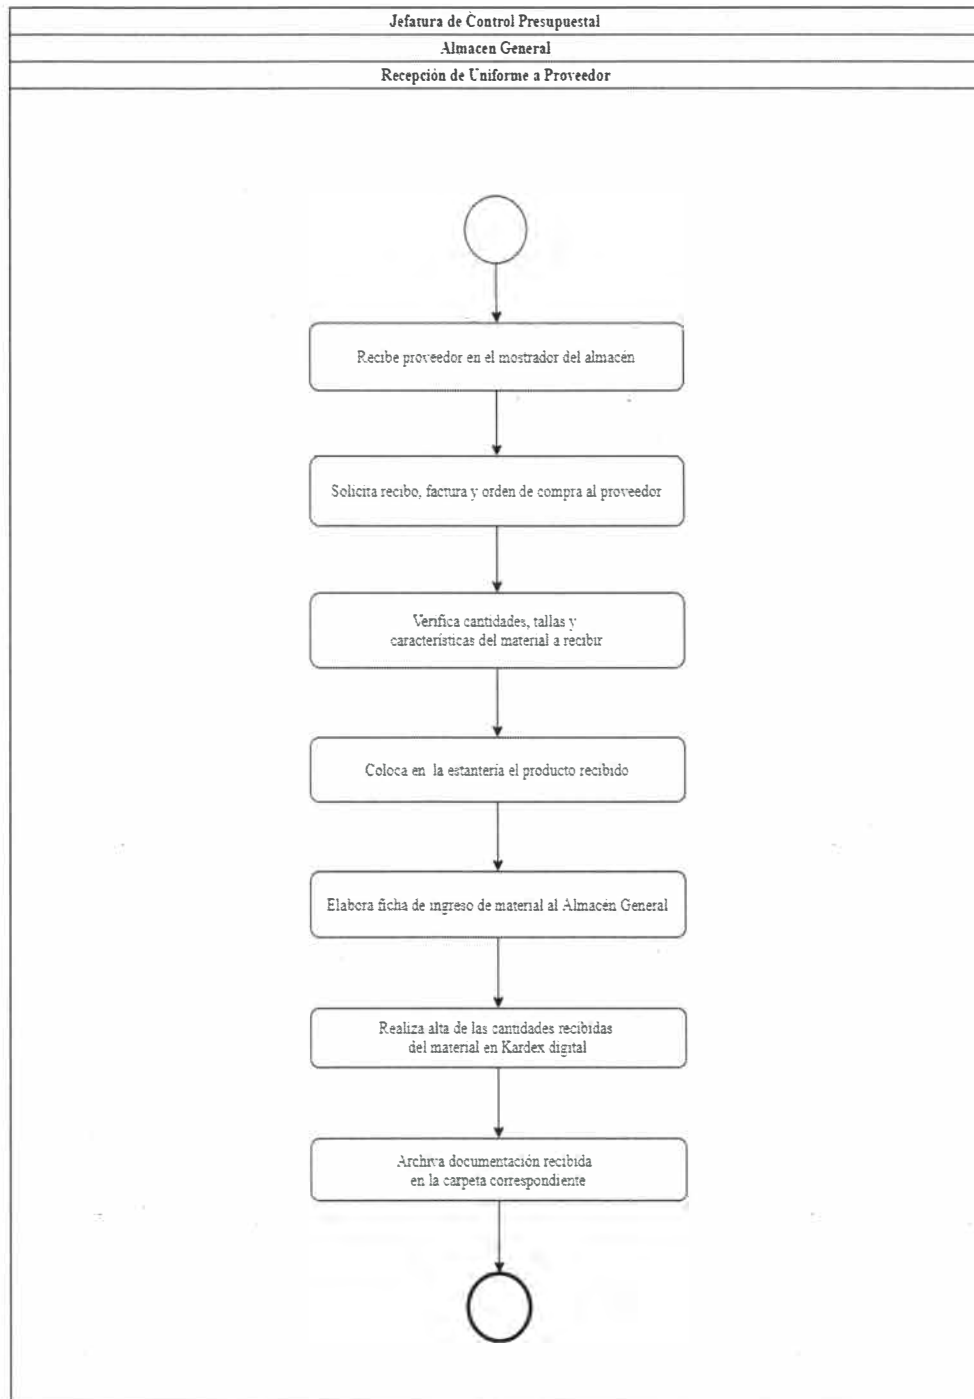 Jefatura de Control Presupuestal
Almacen General
Recepción de Uniforme a Proveedor
Recibe proveedor en el mostrador del almacén
Solicita recibo, factura y orden de compra al proveedor
Verifica cantidades, tallas y
características del material a recibir
Coloca en la estantería el producto recibido
Elabora ficha de ingreso de material al Almacén General
Realiza alta de las cantidades recibidas
del material en Kardex digital
Archiva documentación recibida
en la carpeta correspondiente